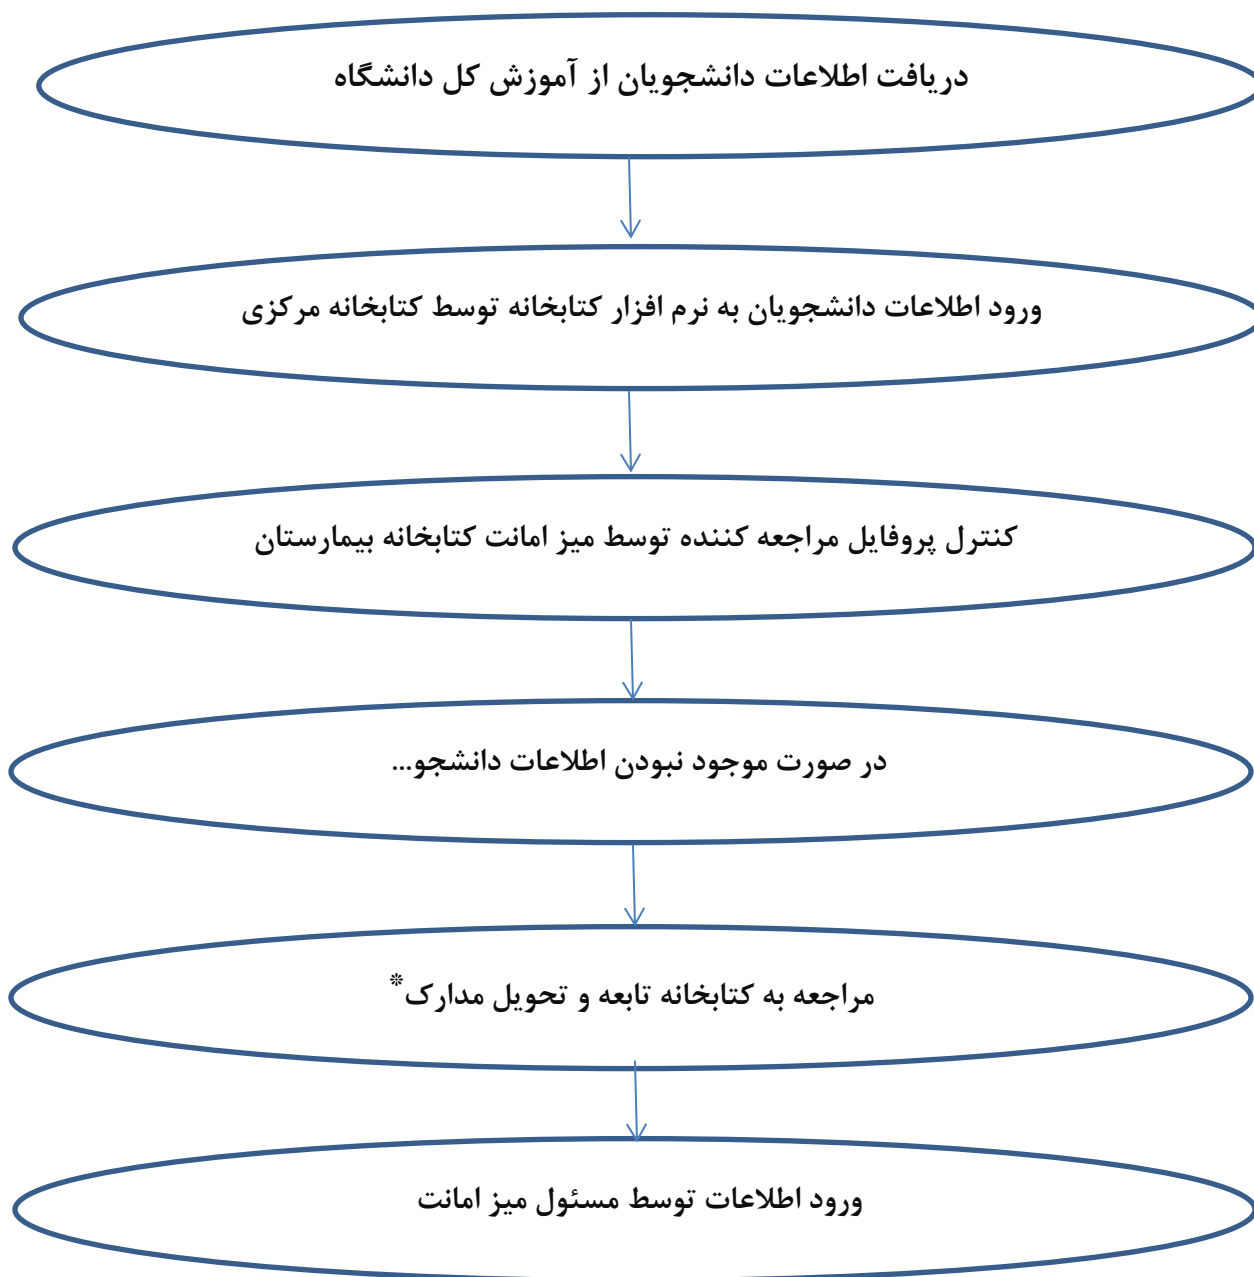 دریافت اطلاعات دانشجویان از آموزش کل دانشگاه
ورود اطلاعات دانشجویان به نرم افزار کتابخانه توسط کتابخانه مرکزی
کنترل پروفایل مراجعه کننده توسط میز امانت کتابخانه بیمارستان
در صورت موجود نبودن اطلاعات دانشجو...
مراجعه به کتابخانه تابعه و تحویل مدارک*
ورود اطلاعات توسط مسئول میز امانت